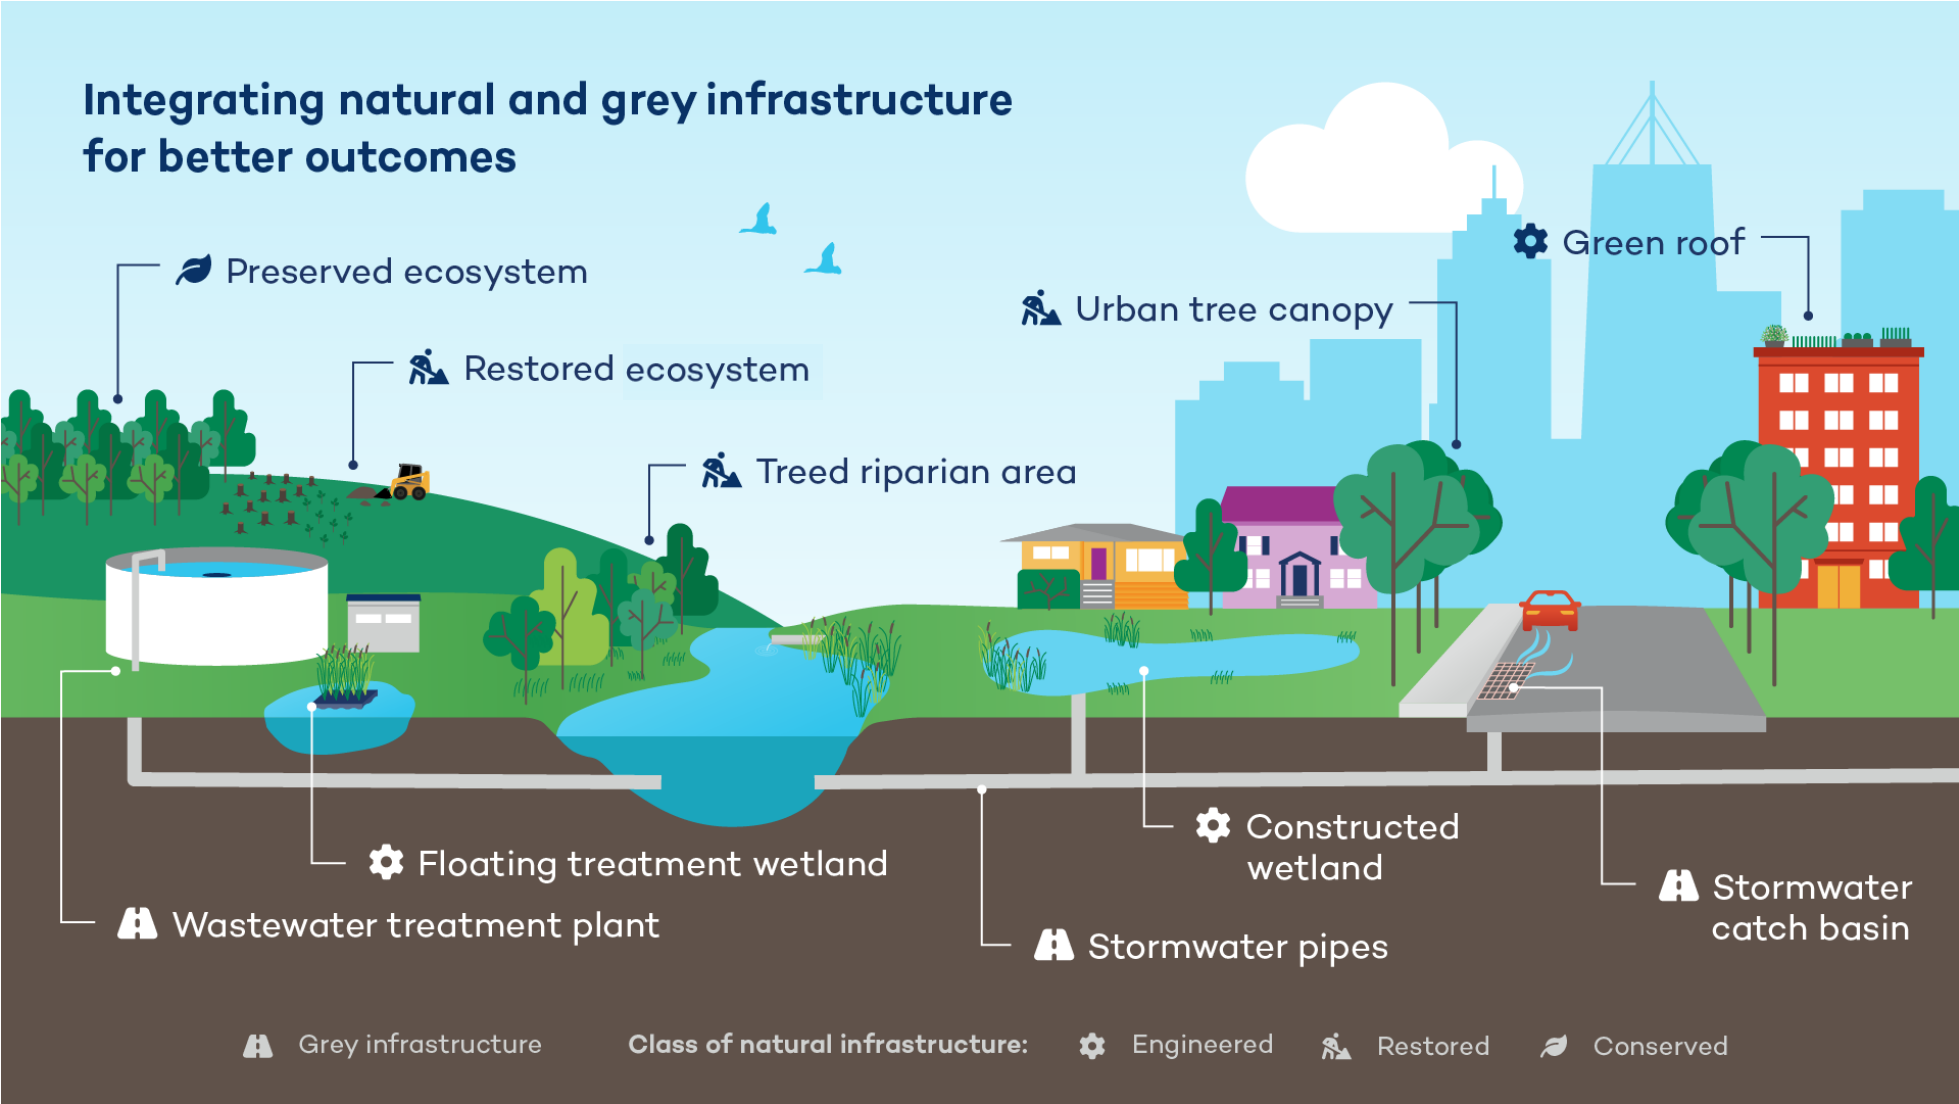 Integrating natural and grey infrastructure
for better outcomes
Preserved ecosystem
Restored ecosystem
Treed riparian area
Urban tree canopy
Green roof
Floating treatment wetland
Wastewater treatment plant
Constructed
wetland
Stormwater pipes
Stormwater
catch basin
Grey infrastructure
Class of natural infrastructure:
Engineered
Restored
Conserved